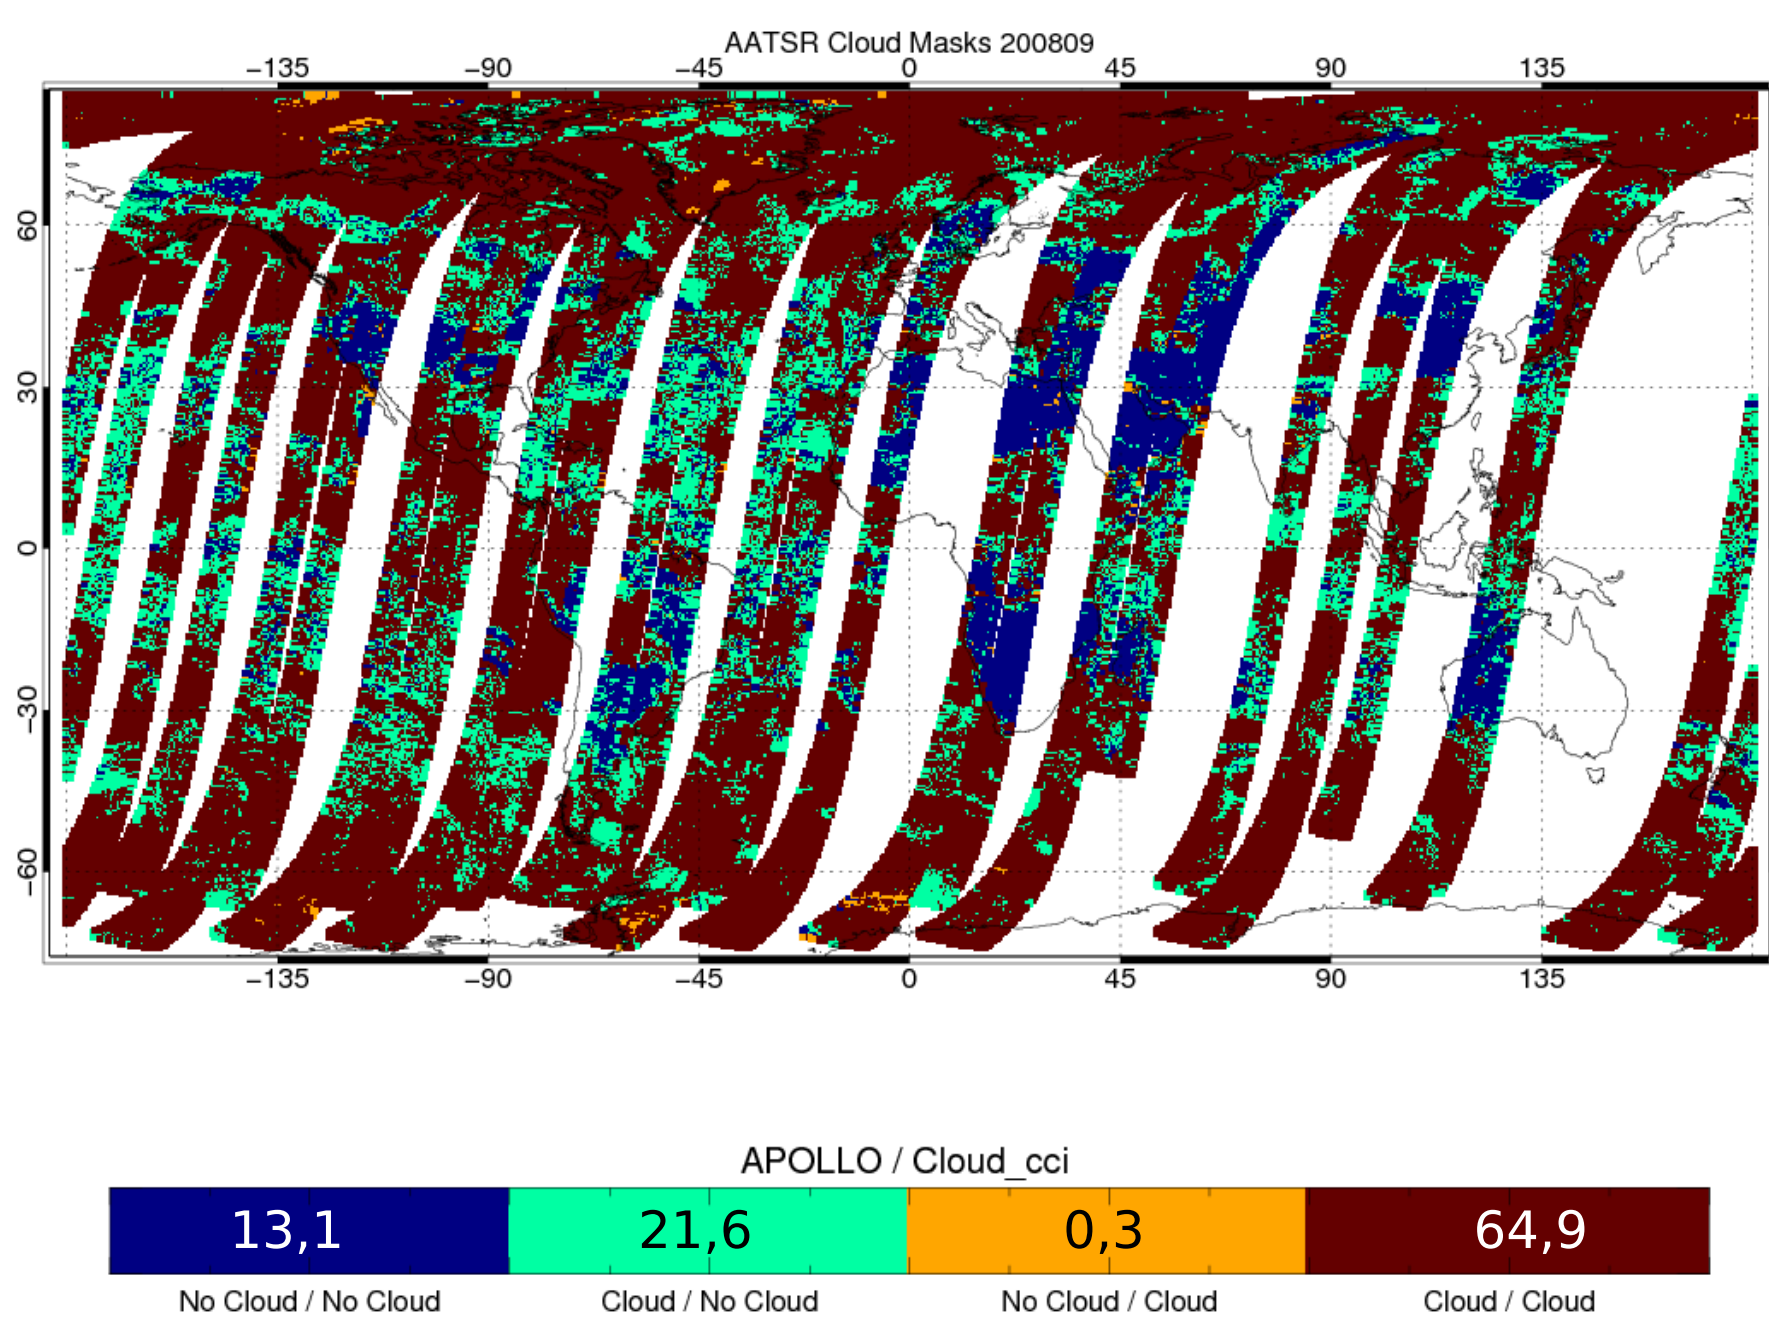 AATSR Cloud Masks 200809
−135 −90 −45 0 45 90 135
60
30
0
−30
−60
−135 −90 −45 0 45 90 135
APOLLO / Cloud_cci
13,1 21,6 0,3 64,9
No Cloud / No Cloud Cloud / No Cloud No Cloud / Cloud Cloud / Cloud